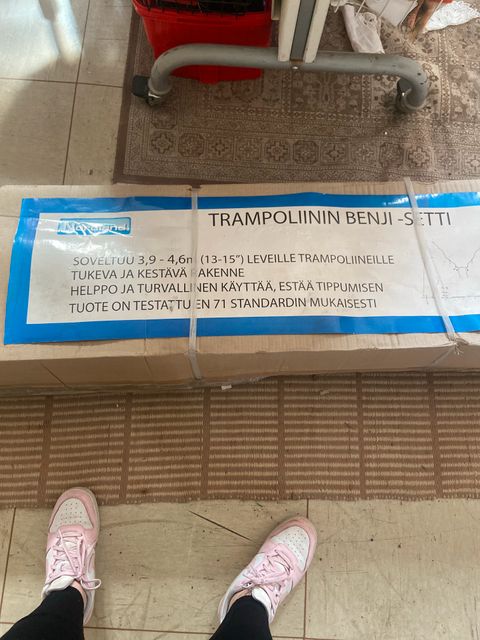 TRAMPOLIININ BENJI -SETTI
SOVELTUU 3,9 - 4,6m (13-15") LEVEILLE TRAMPOLIINEILLE
TUKEVA JA KESTÄVÄ RAKENNE
HELPPO JA TURVALLINEN KÄYTTÄÄ, ESTÄÄ TIPPUMISEN
TUOTE ON TESTATTU EN 71 STANDARDIN MUKAISESTI